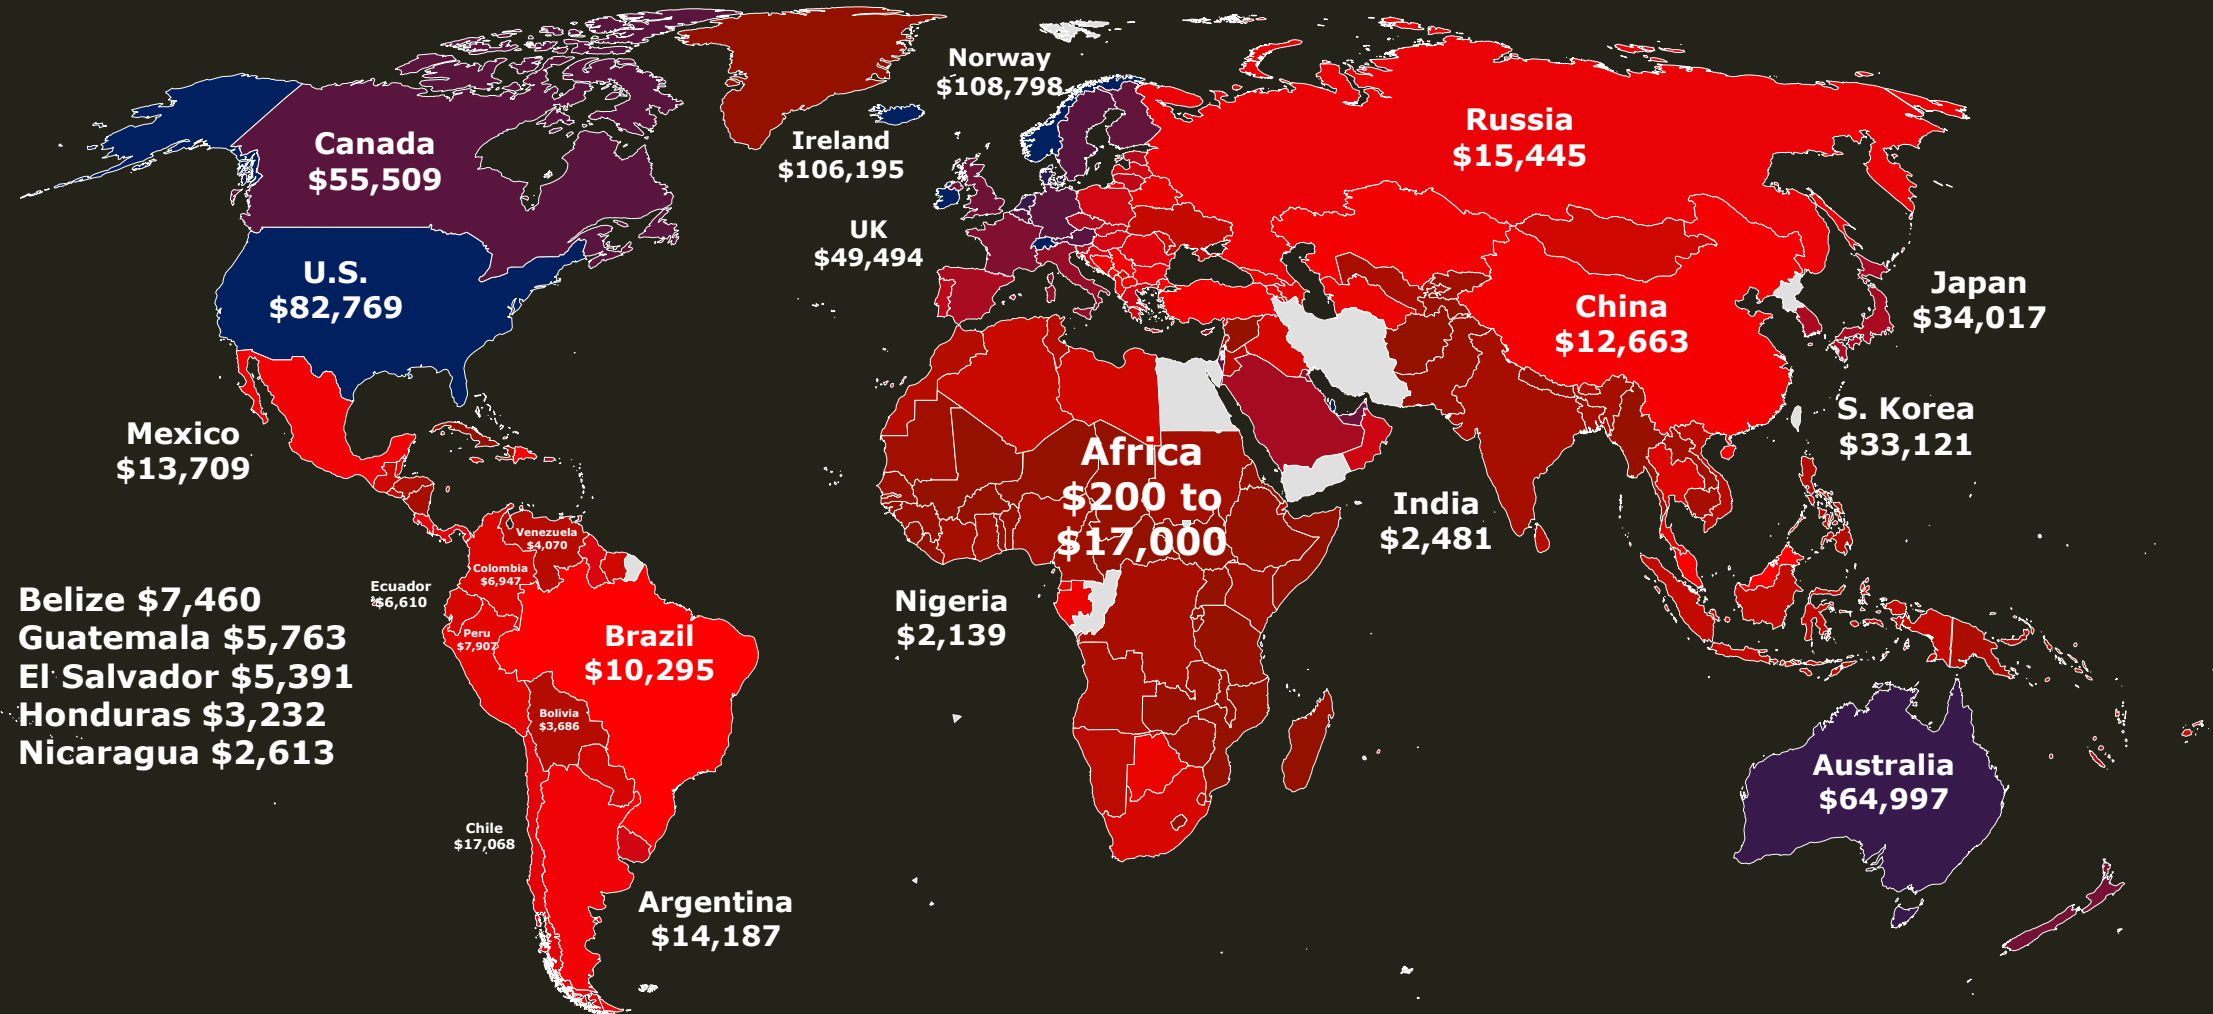 Norway
$108,798
Ireland
$106,195
Canada
$55,509
Russia
$15,445
UK
$49,494
U.S.
$82,769
Japan
$34,017
China
$12,663
S. Korea
$33,121
Mexico
$13,709
Africa
$200 to
$17,000
India
$2,481
Venezuela
$4,070
Colombia
$6,947
Ecuador
$6,610
Nigeria
$2,139
Belize $7,460
Guatemala $5,763
El Salvador $5,391
Honduras $3,232
Nicaragua $2,613
Peru
$7,907
Brazil
$10,295
Bolivia
$3,686
Australia
$64,997
Chile
$17,068
Argentina
$14,187